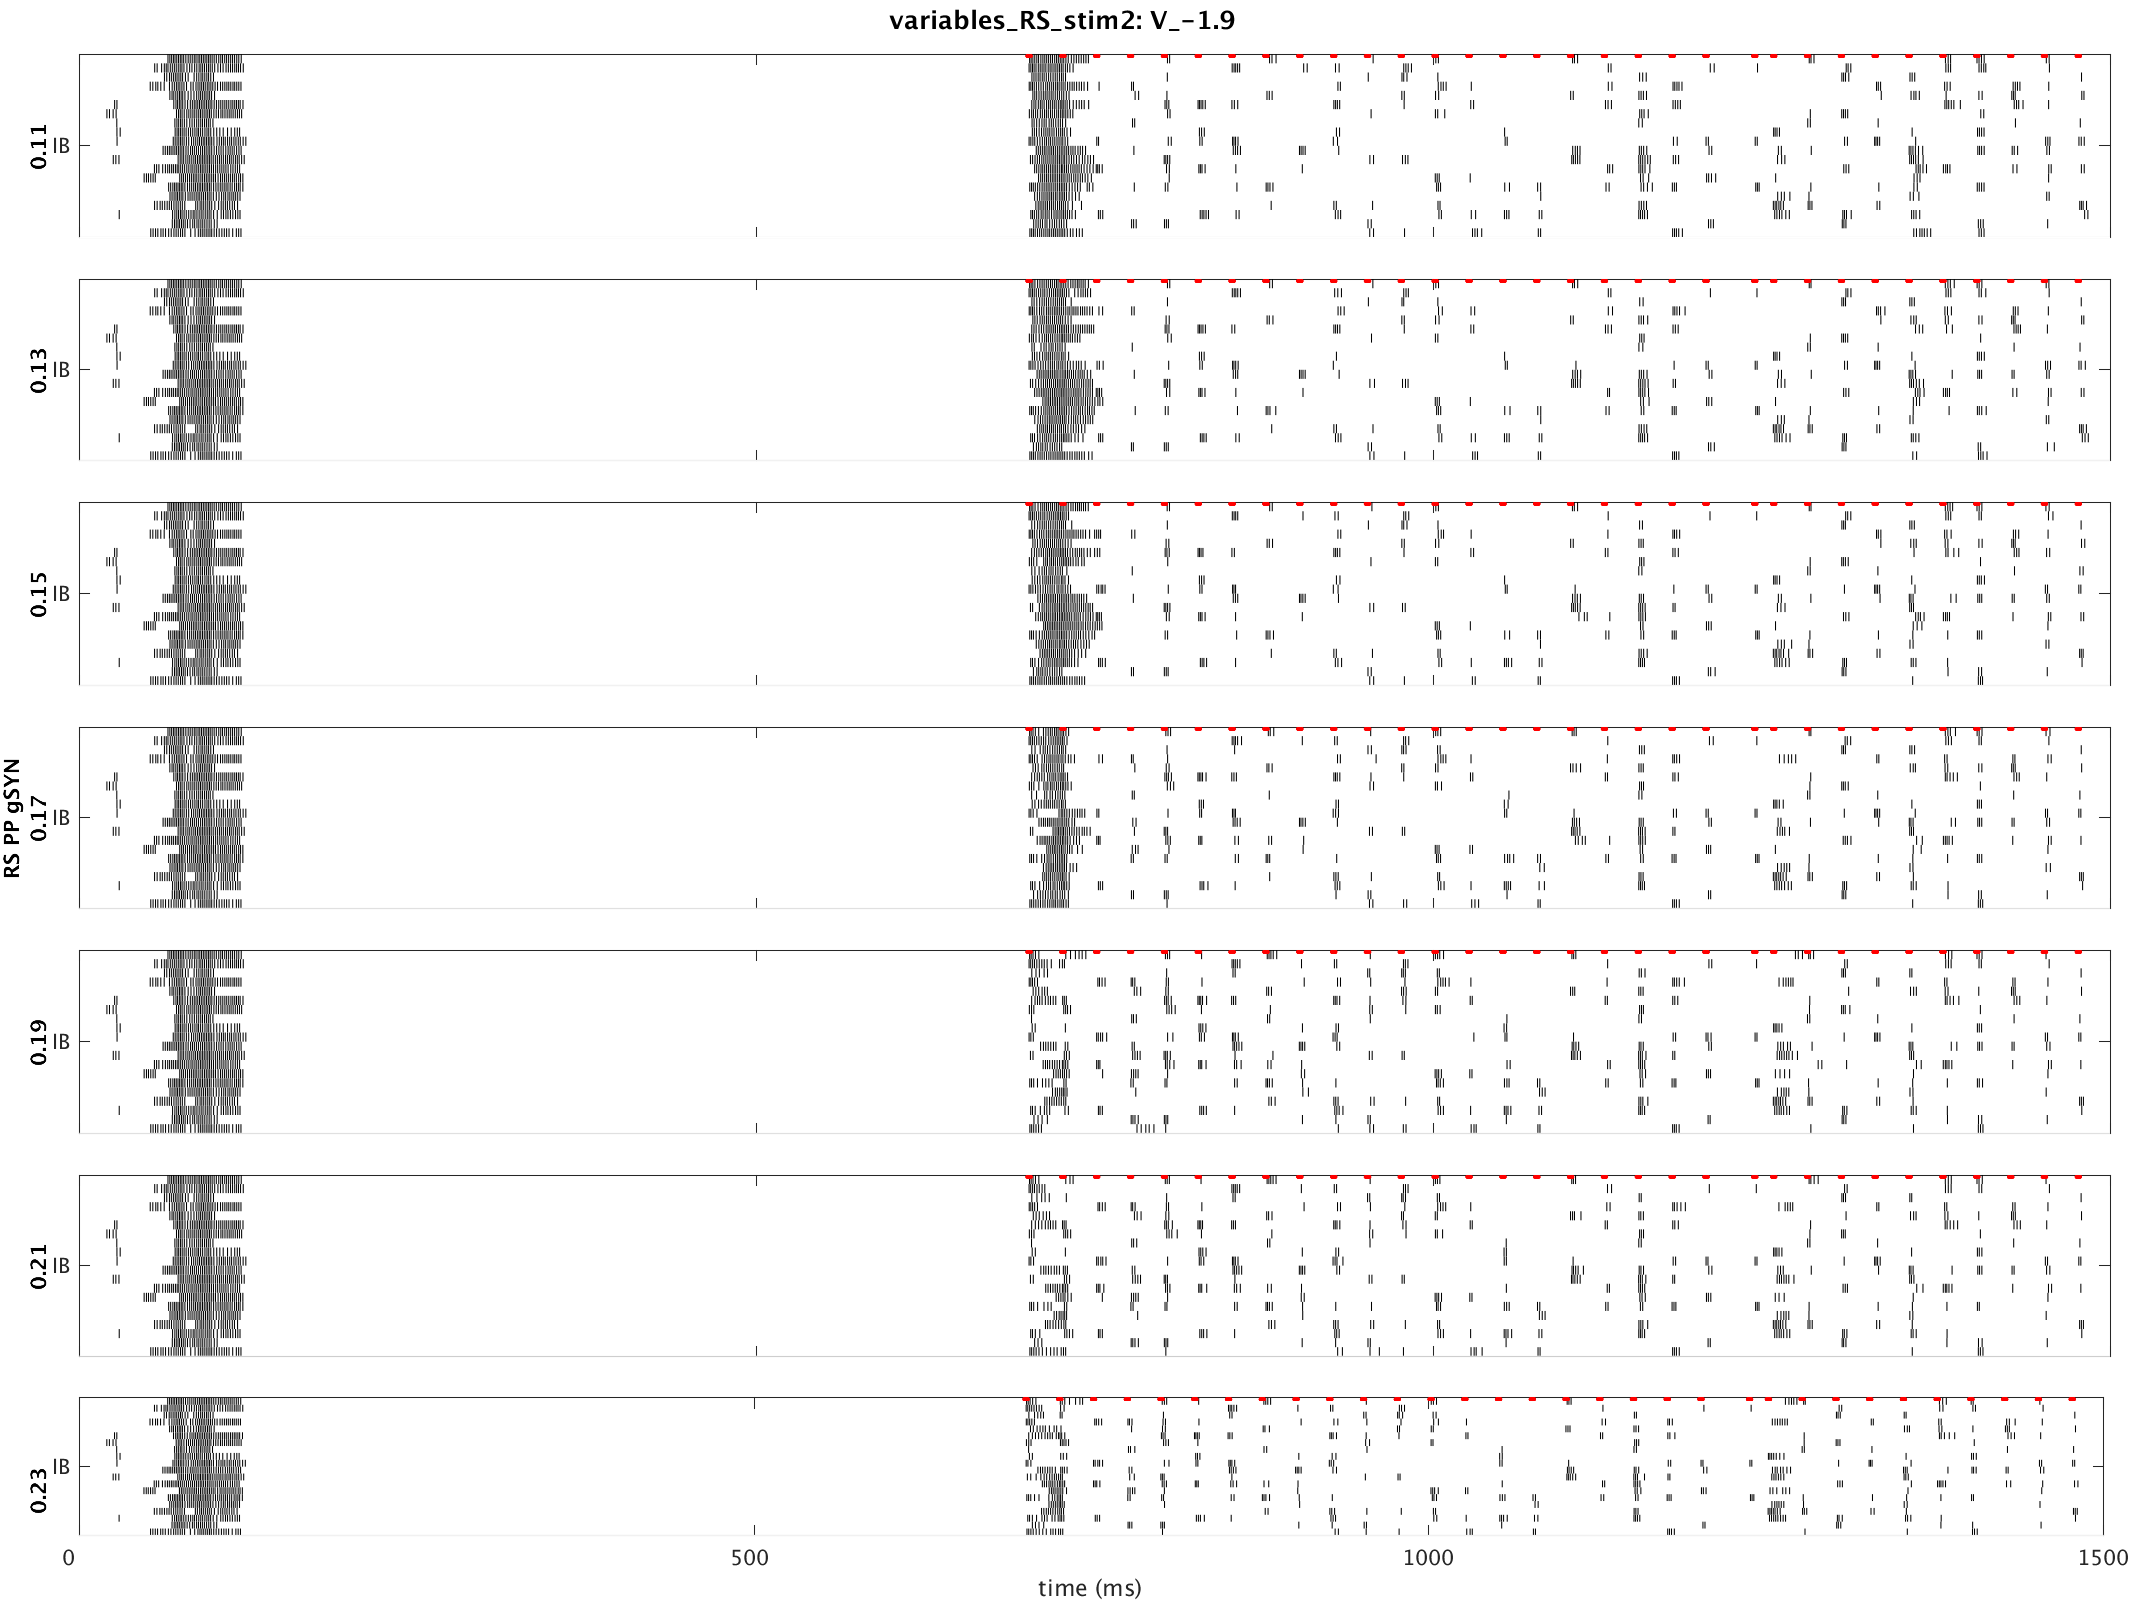 variables_RS_stim2: V_-1.9
0.11 IB
0.13 IB
0.15 IB
RS PP gSYN
0.17 IB
0.19 IB
0.21 IB
0.23 IB
0 500 1000 1500
time (ms)